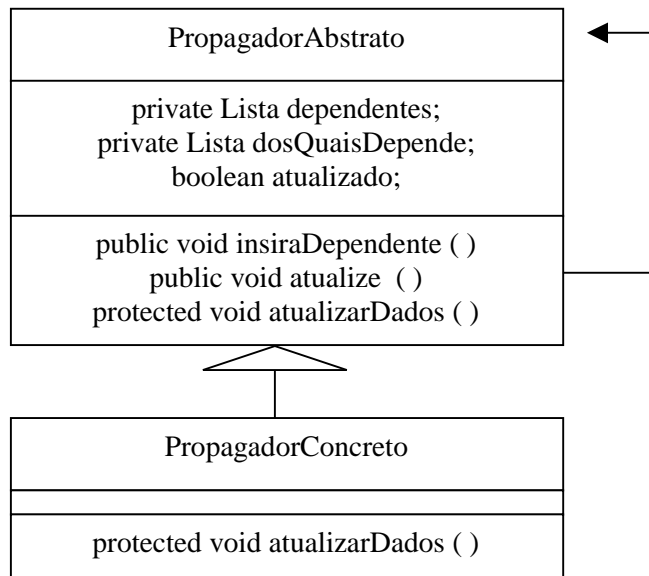 PropagadorAbstrato
private Lista dependentes;
private Lista dosQuaisDepende;
boolean atualizado;
public void insiraDependente ( )
public void atualize ( )
protected void atualizarDados ( )
PropagadorConcreto
protected void atualizarDados ( )